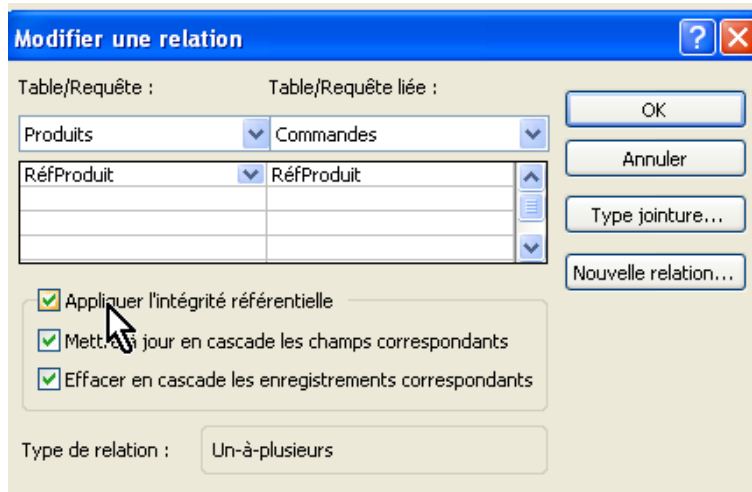 Modifier une relation
Table/Requête : Table/Requête liée :
Produits Commandes
RéfProduit RéfProduit
OK
Annuler
Type jointure...
Nouvelle relation...
Appliquer l'intégrité référentielle
à jour en cascade les champs correspondants
Effacer en cascade les enregistrements correspondants
Type de relation : Un-à-plusieurs